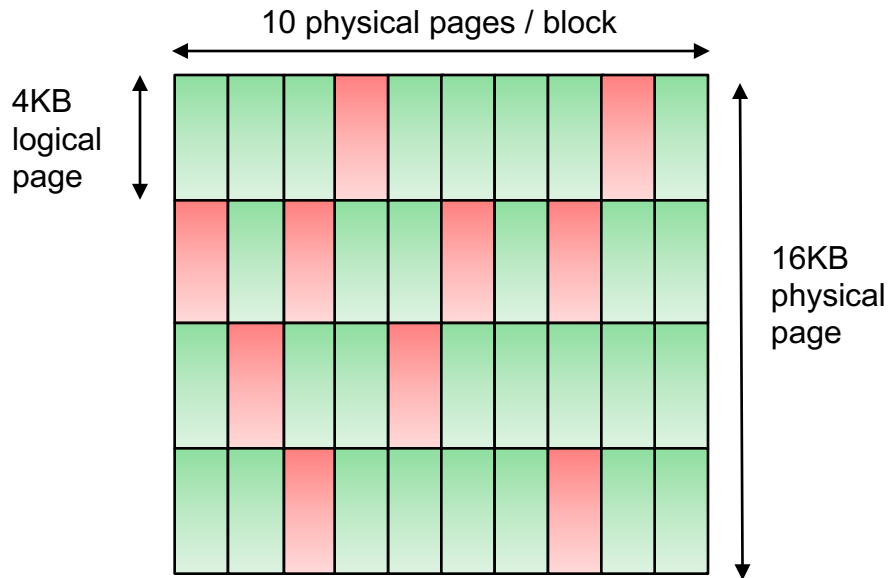 10 physical pages / block
4KB
logical
page
16KB
physical
page